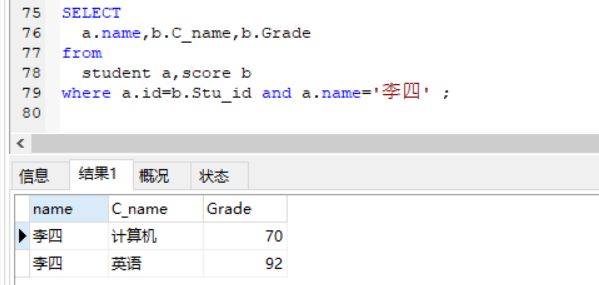 75 SELECT
76 a.name,b.C_name,b.Grade
77 from
78 student a,score b
79 where a.id=b.Stu_id and a.name='李四' ;
80
信息 结果1 概况 状态
name C_name Grade
李四 计算机 70
李四 英语 92